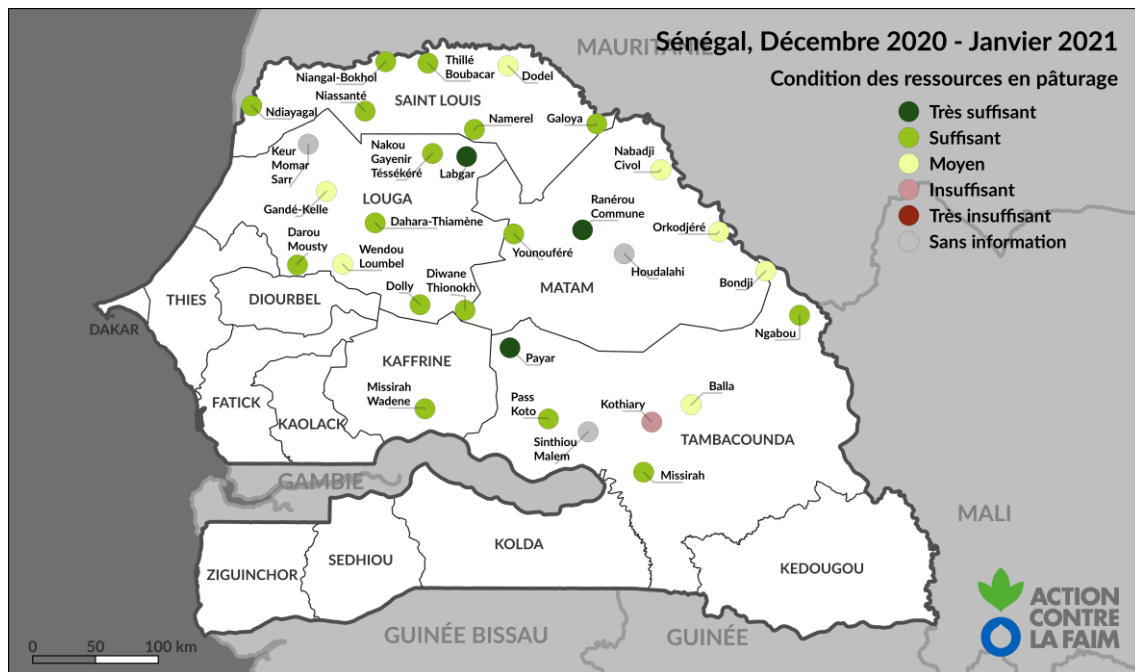 MAURITANIE
Sénégal, Décembre 2020 - Janvier 2021
Condition des ressources en pâturage
Très suffisant
Suffisant
Moyen
Insuffisant
Très insuffisant
Sans information
Niangal-Bokhol
Thillé
Boubacar
Dodel
Niassanté
SAINT LOUIS
Ndiayagal
Namerel
Galoya
Keur
Momar
Sarr
Nakou
Gayenir
Téssékéré
Labgar
Nabadji
Civol
Gandé-Kelle
LOUGA
Ranérou
Commune
Dahara-Thiamène
Orkodjéré
Darou
Mousty
Wendou
Loumbel
Younouféré
Houdalahi
Bondji
Diwane
Thionokh
Dolly
MATAM
THIES
DIOURBEL
DAKAR
Ngabou
KAFFRINE
Payar
Missirah
Wadene
FATICK
KAOLACK
Pass
Koto
Kothiary
Balla
Sinthiou
Malem
TAMBACOUNDA
Missirah
GAMBIE
MALI
KOLDA
SEDHIOU
ZIGUINCHOR
KEDOUGOU
GUINÉE BISSAU
GUINÉE
ACTION
CONTRE
LA FAIM
0 50 100 km